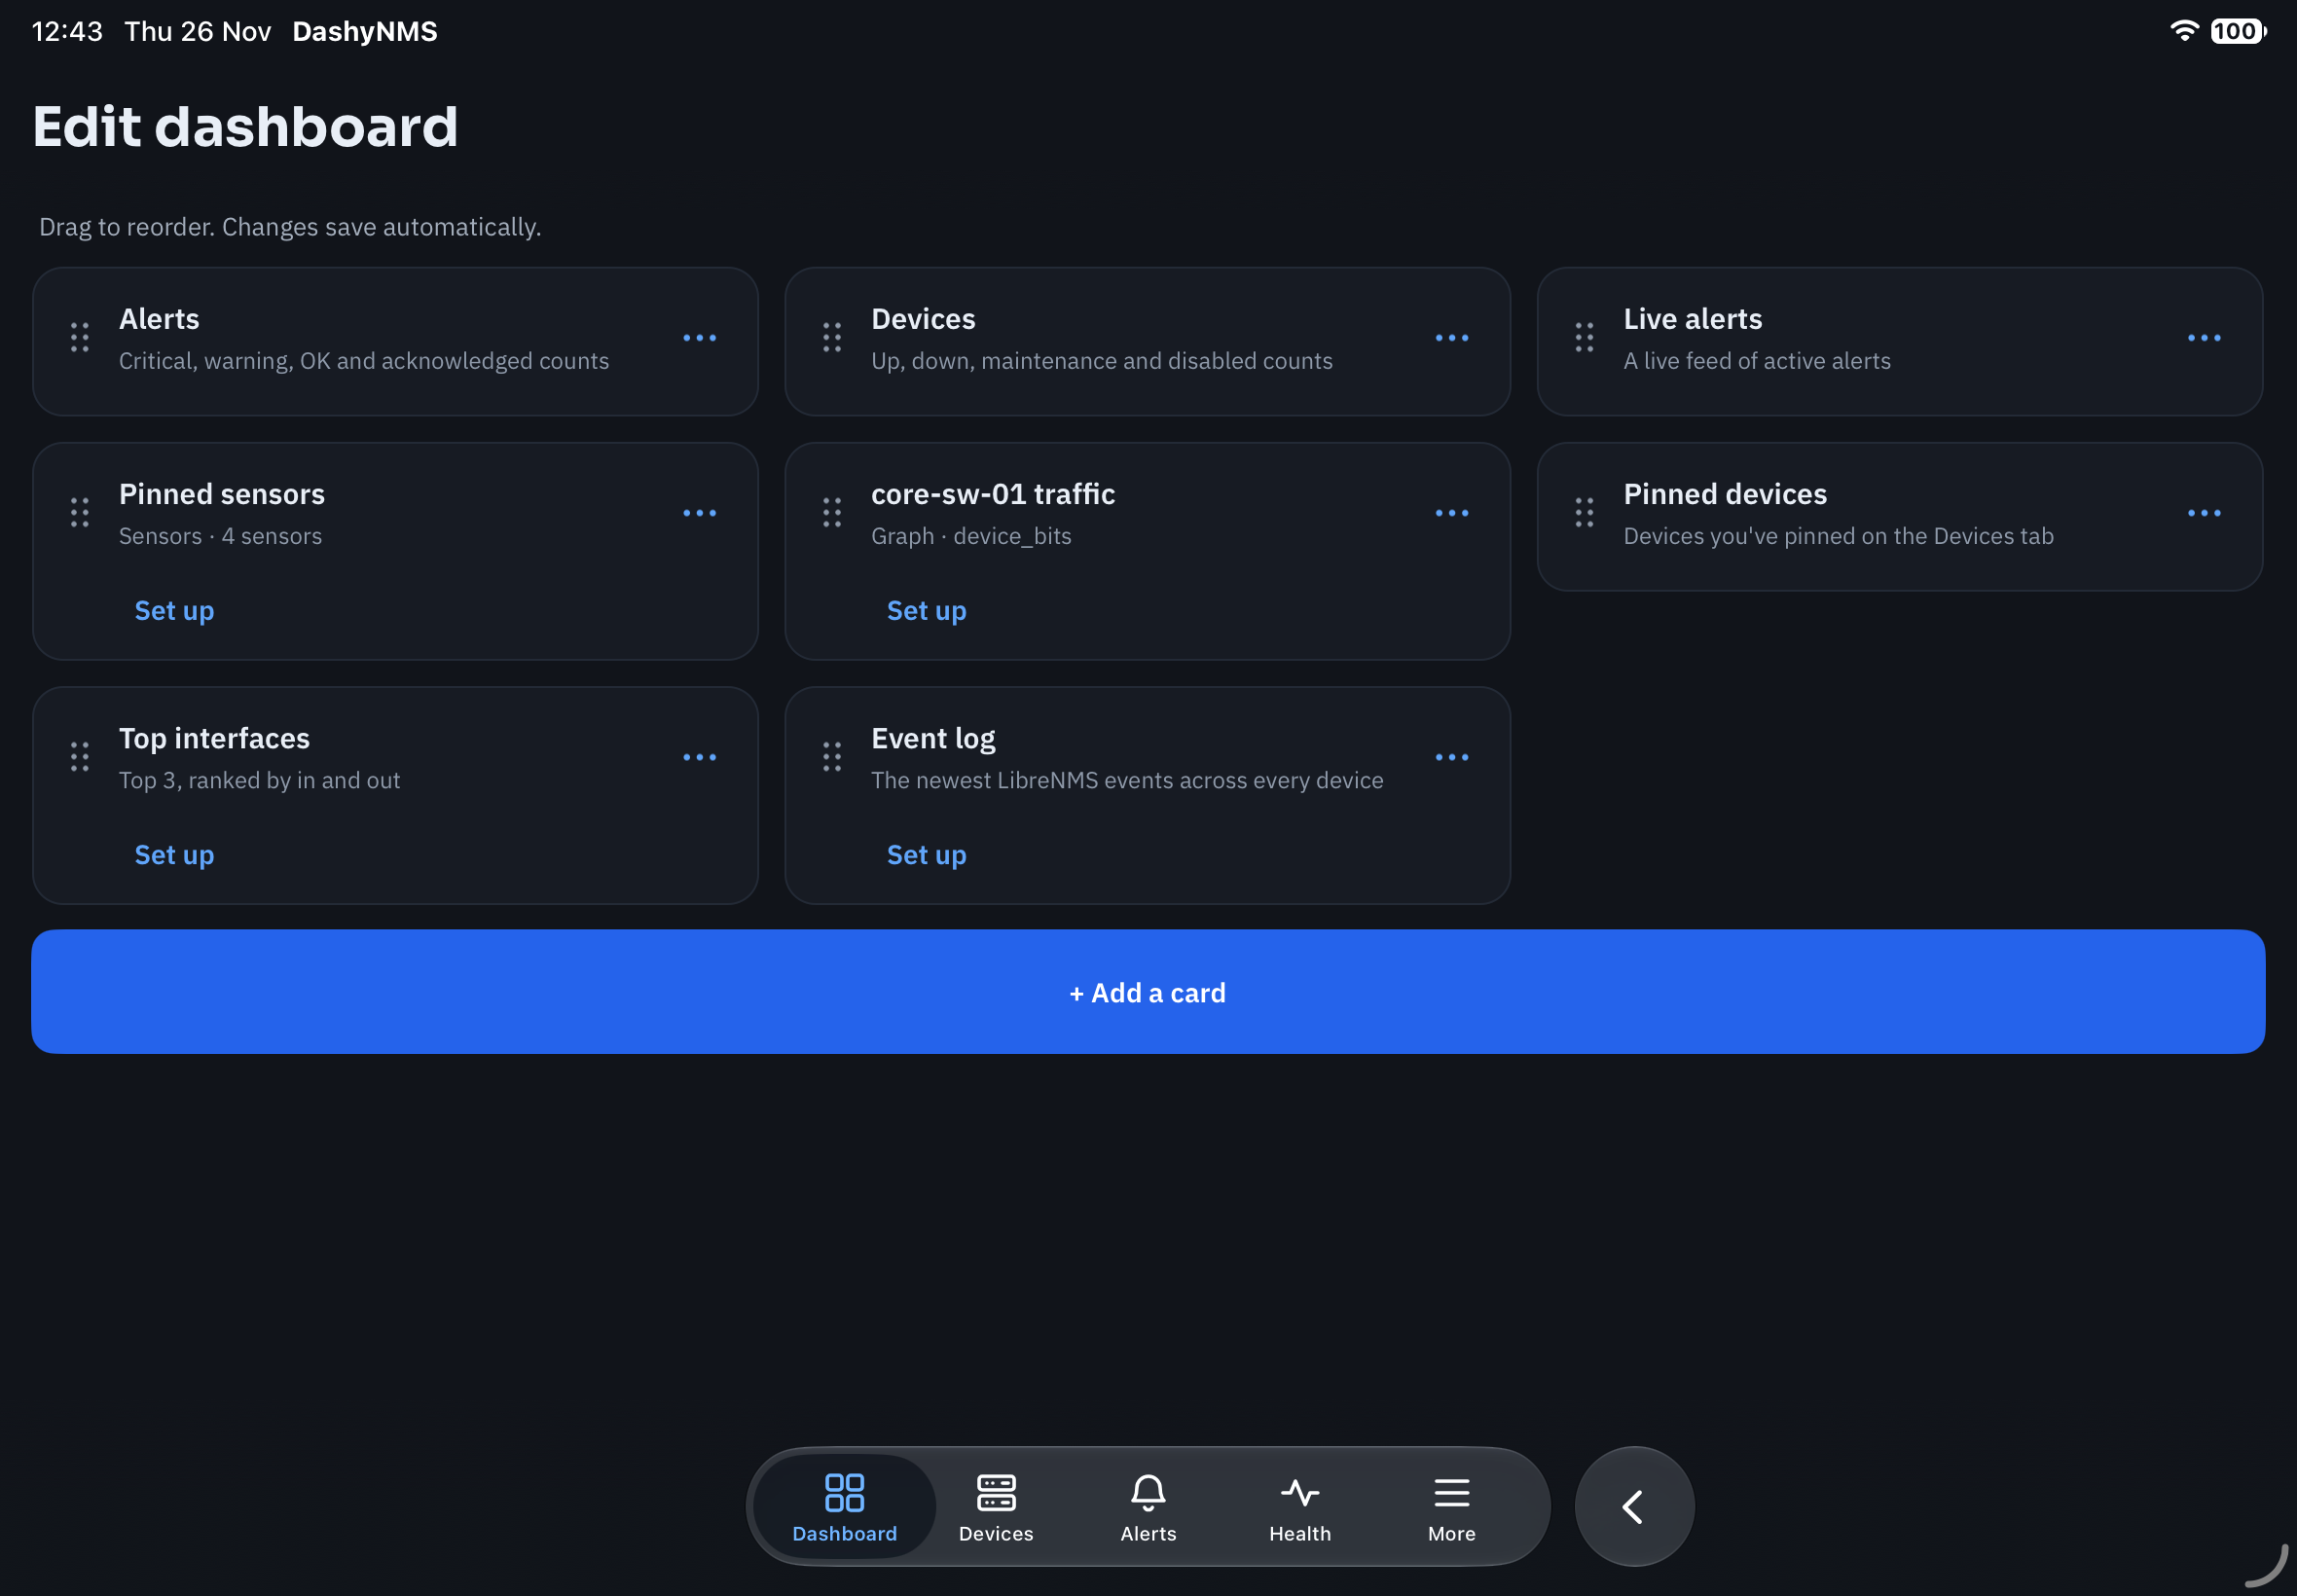 12:43 Thu 26 Nov DashyNMS
100
Edit dashboard
Drag to reorder. Changes save automatically.
Alerts
Critical, warning, OK and acknowledged counts
Devices
Up, down, maintenance and disabled counts
Live alerts
A live feed of active alerts
Pinned sensors
Sensors · 4 sensors
Set up
core-sw-01 traffic
Graph · device_bits
Set up
Pinned devices
Devices you've pinned on the Devices tab
Top interfaces
Top 3, ranked by in and out
Set up
Event log
The newest LibreNMS events across every device
Set up
+ Add a card
Dashboard
Devices
Alerts
Health
More